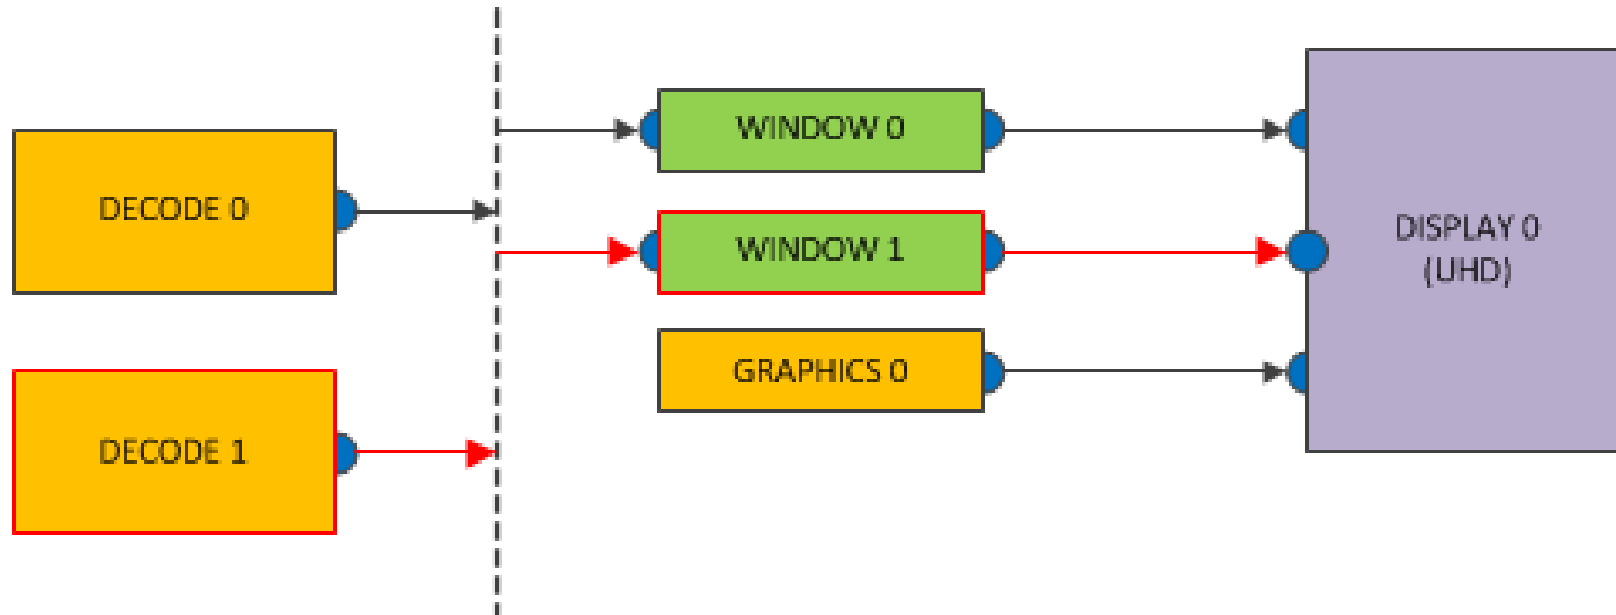 DECODE 0
DECODE 1
WINDOW 0
WINDOW 1
GRAPHICS 0
DISPLAY 0
(UHD)